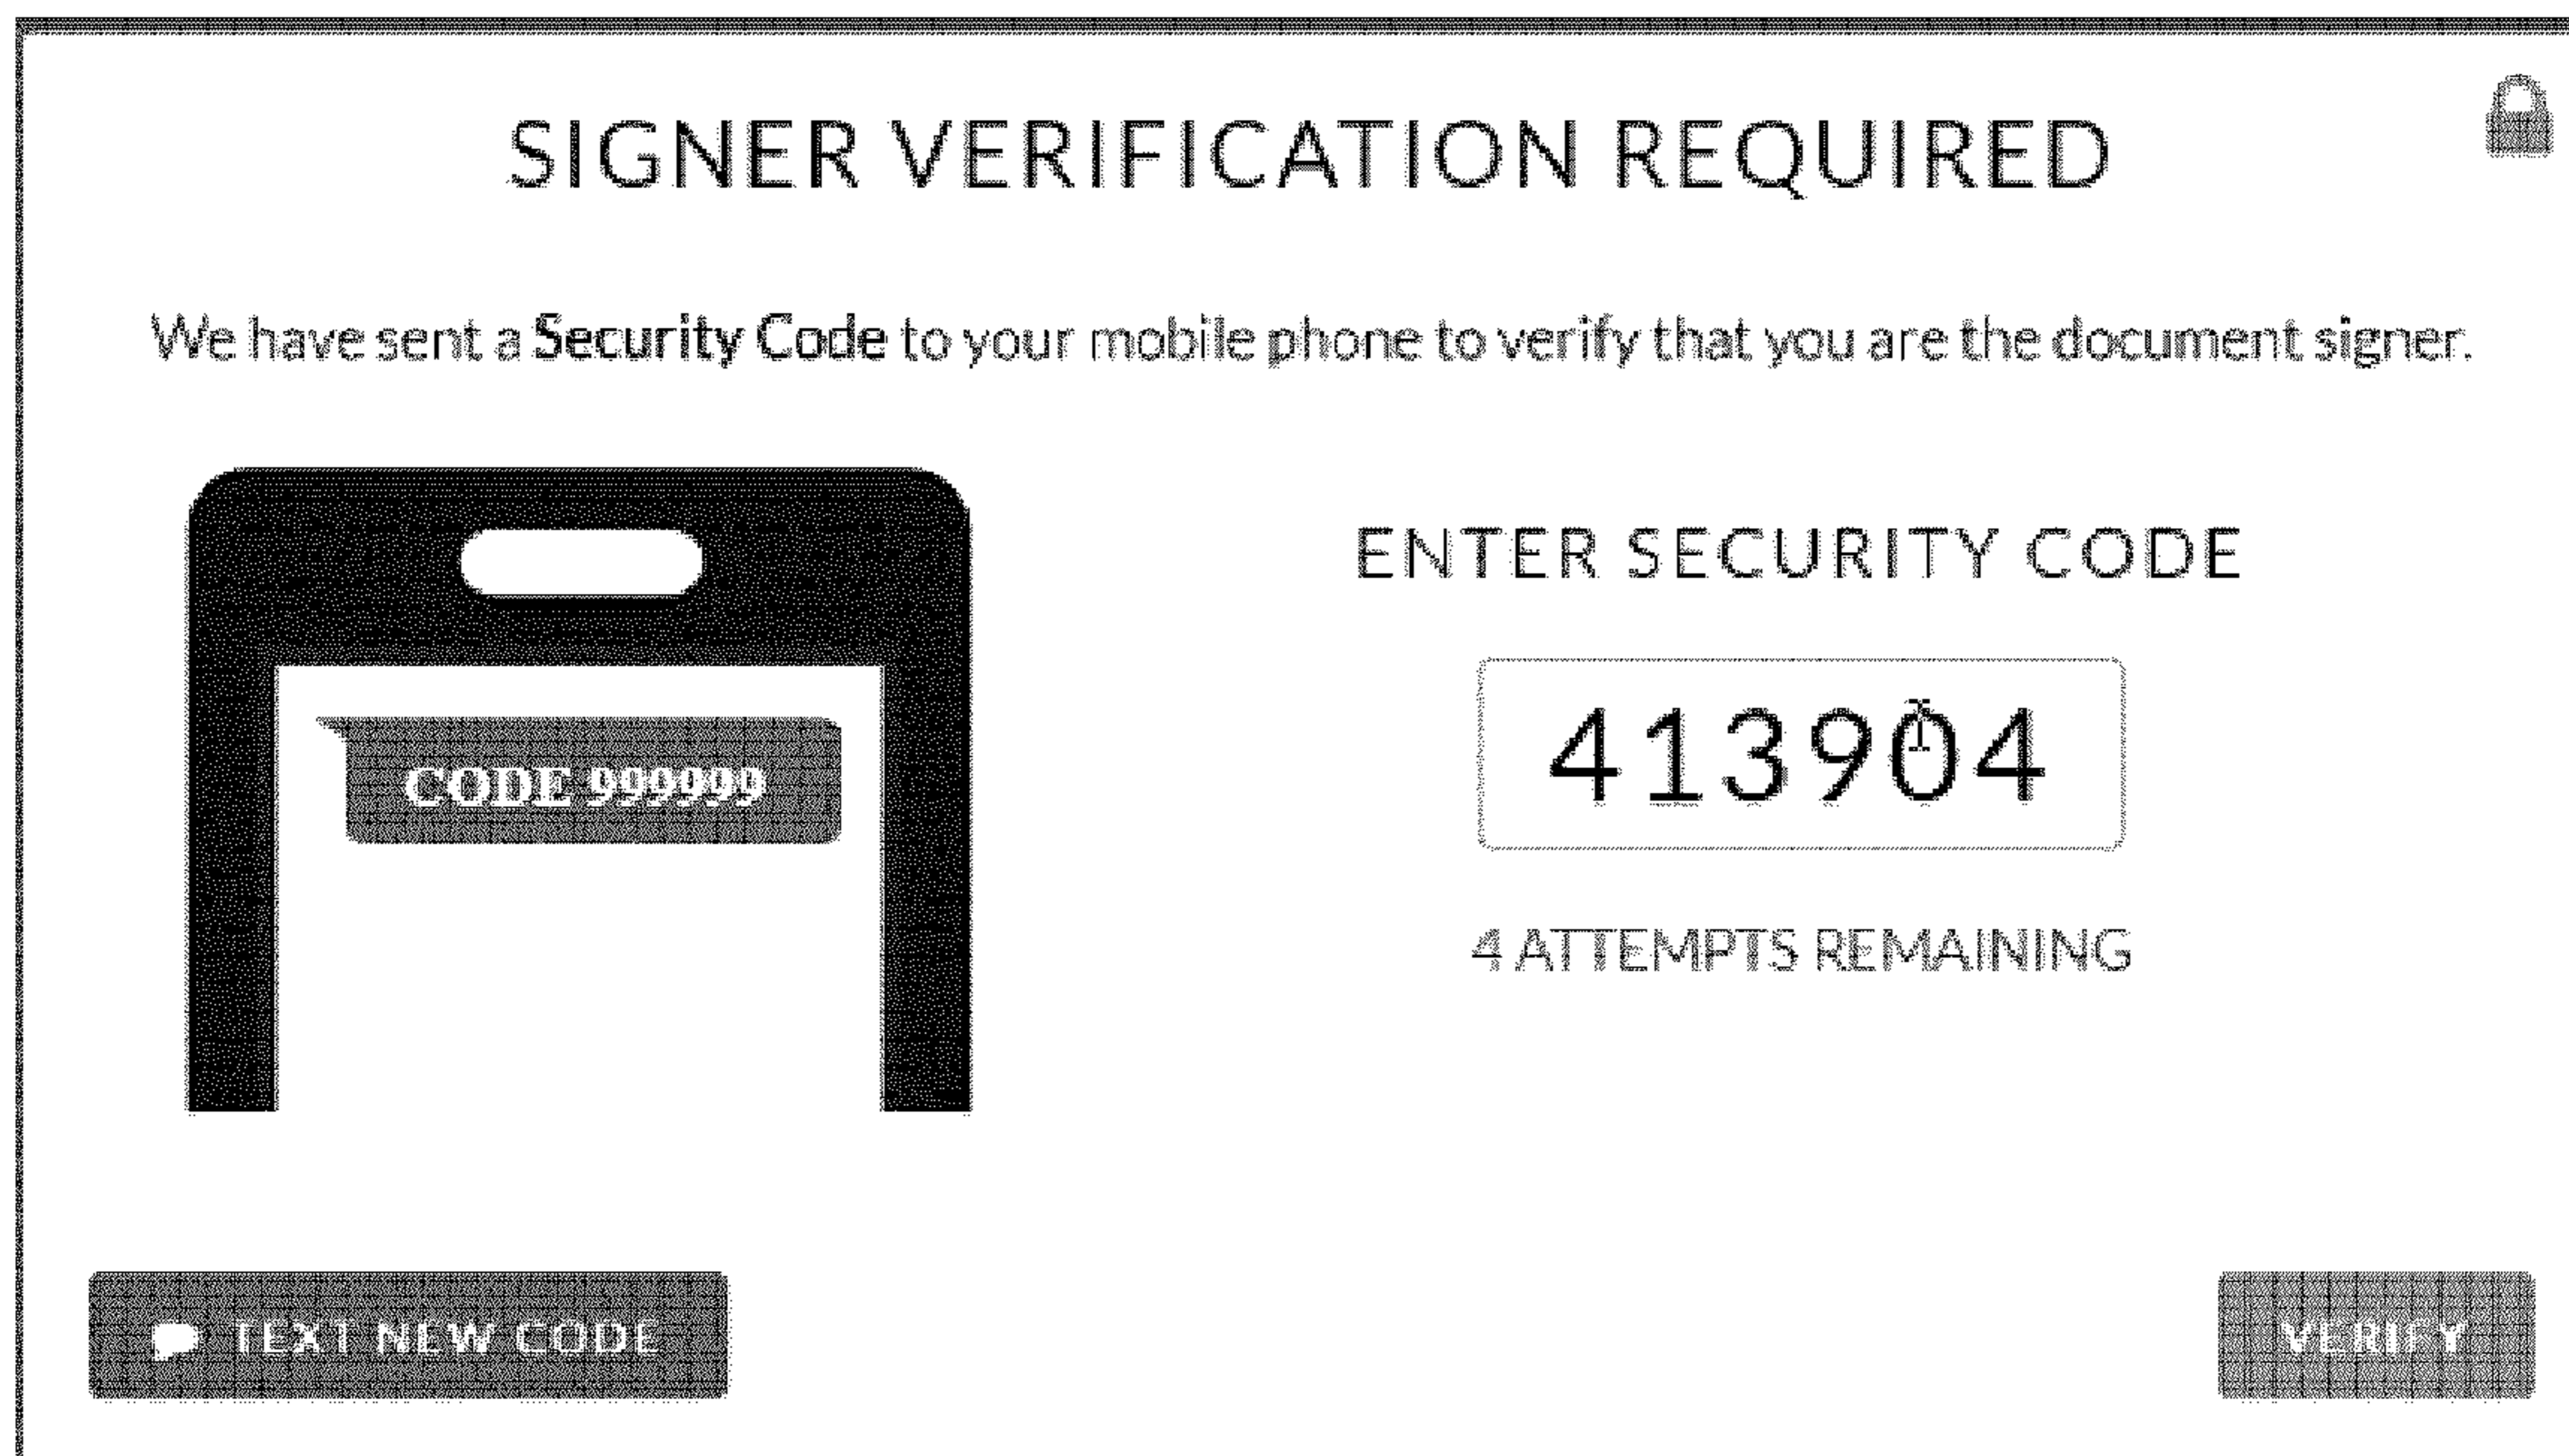 SIGNER VERIFICATION REQUIRED
We have sent a Security Code to your mobile phone to verify that you are the document signer.
CODE 999999
ENTER SECURITY CODE
413904
4 ATTEMPTS REMAINING
TEXT NEW CODE
VERIFY